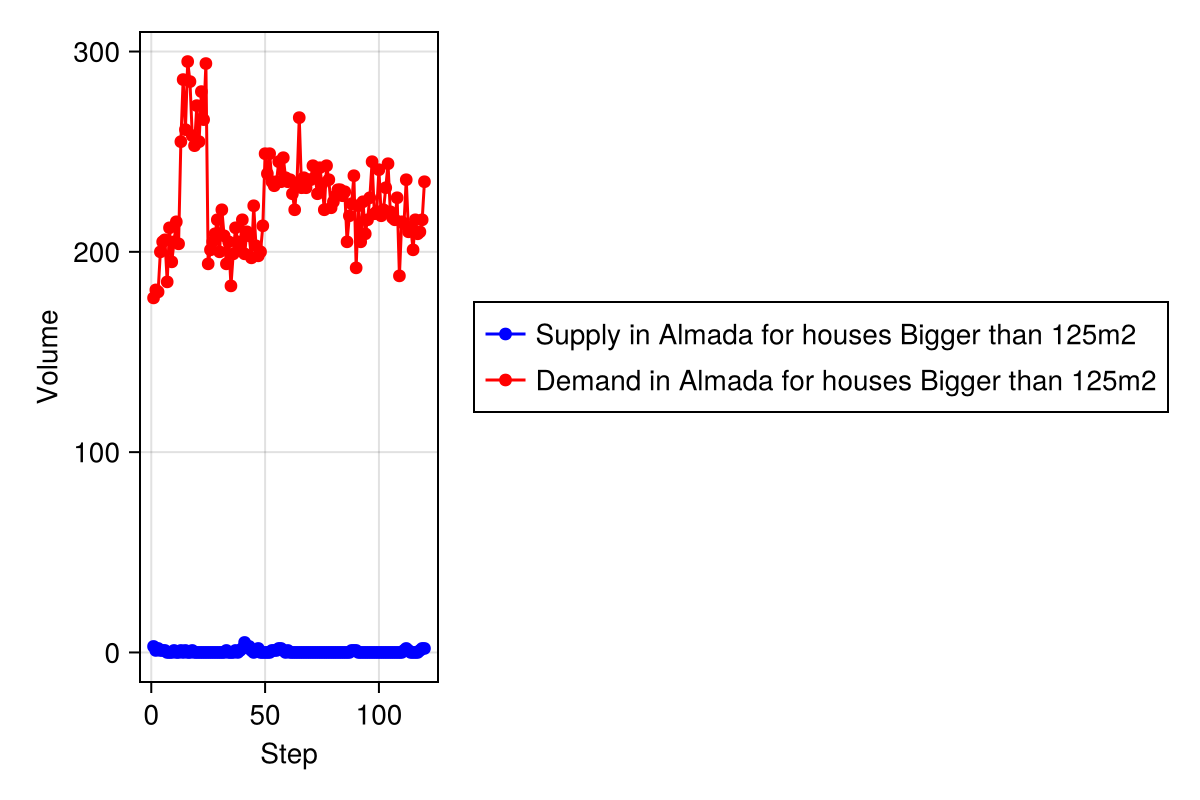 300
200
100
0
Volume
0 50 100
Step
Supply in Almada for houses Bigger than 125m2
Demand in Almada for houses Bigger than 125m2